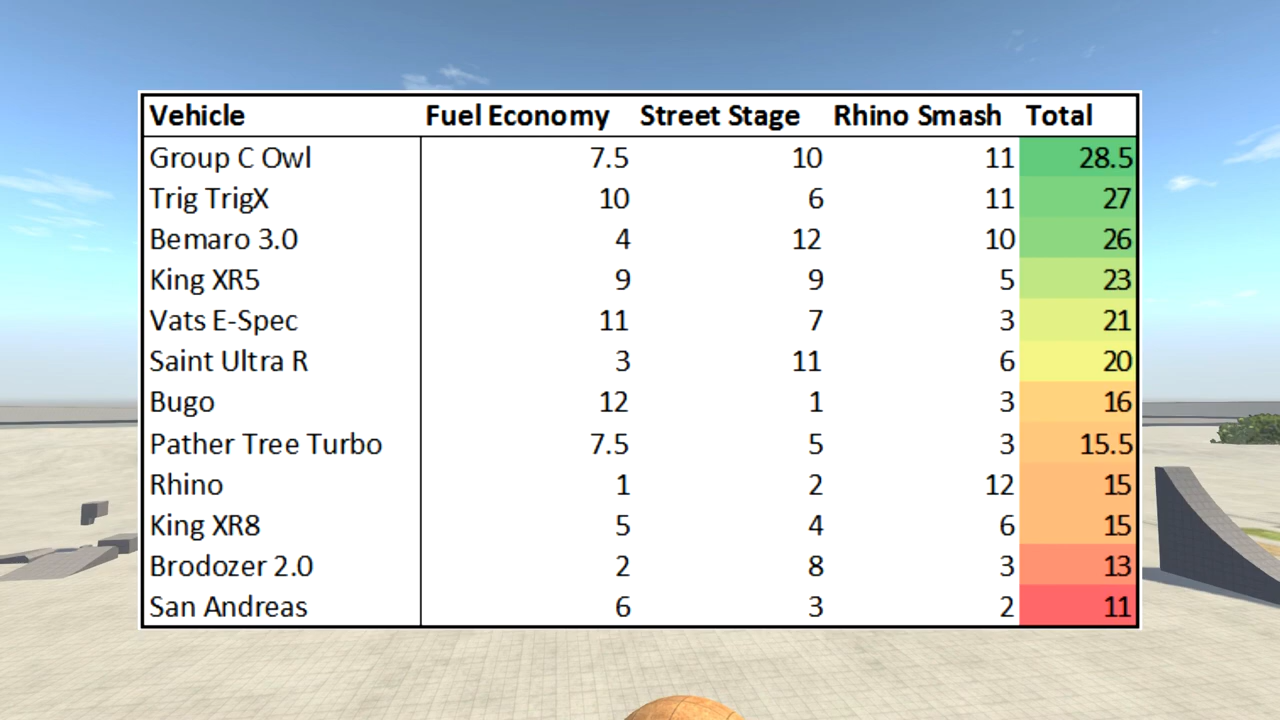 Vehicle Fuel Economy Street Stage Rhino Smash Total
Group C Owl 7.5 10 11 28.5
Trig TrigX 10 6 11 27
Bemaro 3.0 4 12 10 26
King XR5 9 9 5 23
Vats E-Spec 11 7 3 21
Saint Ultra R 3 11 6 20
Bugo 12 1 3 16
Pather Tree Turbo 7.5 5 3 15.5
Rhino 1 2 12 15
King XR8 5 4 6 15
Brodozer 2.0 2 8 3 13
San Andreas 6 3 2 11